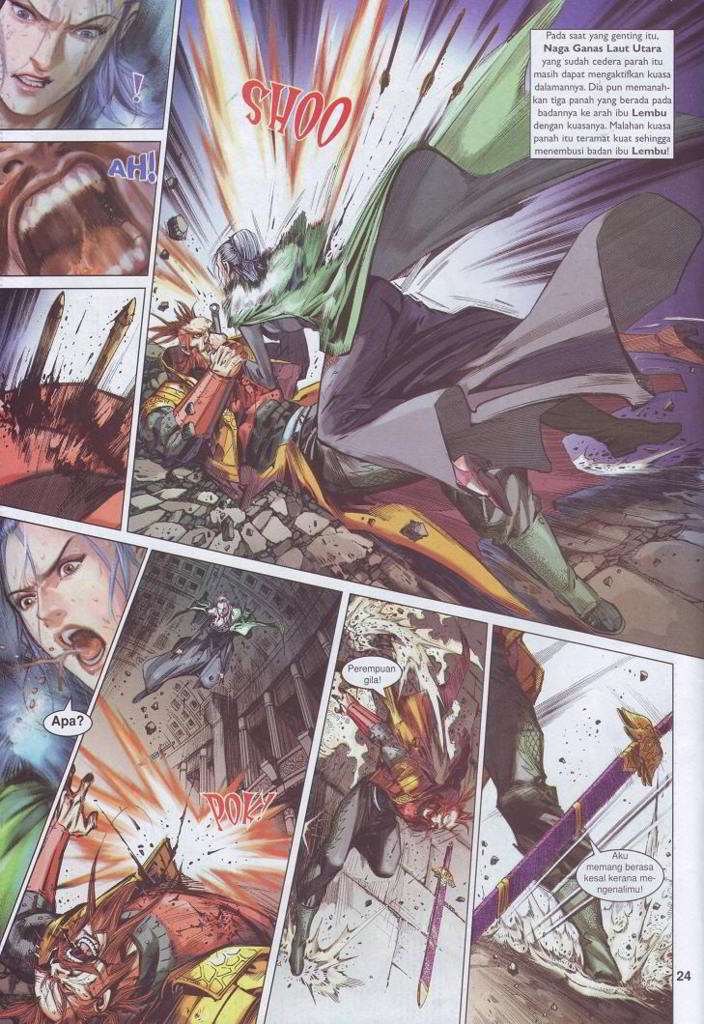 !
AH!
SHOO
Pada saat yang genting itu,
Naga Ganas Laut Utara
yang sudah cedera parah itu
masih dapat mengaktifkan kuasa
dalamannya. Dia pun memanah-
kan tiga panah yang berada pada
badannya ke arah ibu Lembu
dengan kuasanya. Malahan kuasa
panah itu teramat kuat sehingga
menembusi badan ibu Lembu!
Apa?
POK!
Perempuan
gila!
Aku
memang berasa
kesal kerana me-
ngenalimu!
24